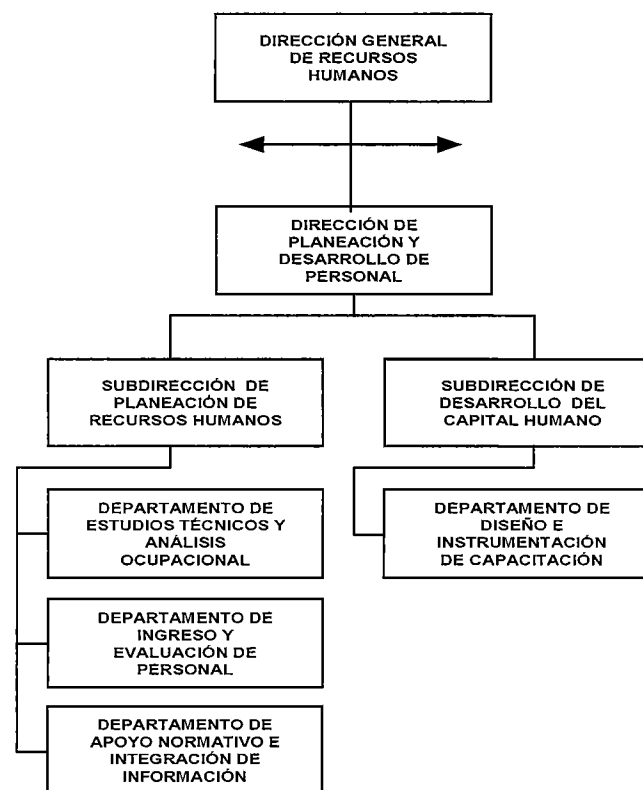 DIRECCIÓN GENERAL
DE RECURSOS
HUMANOS
DIRECCIÓN DE
PLANEACIÓN Y
DESARROLLO DE
PERSONAL
SUBDIRECCIÓN DE
PLANEACIÓN DE
RECURSOS HUMANOS
SUBDIRECCIÓN DE
DESARROLLO DEL
CAPITAL HUMANO
DEPARTAMENTO DE
ESTUDIOS TÉCNICOS Y
ANÁLISIS
OCUPACIONAL
DEPARTAMENTO DE
DISEÑO E
INSTRUMENTACIÓN
DE CAPACITACIÓN
DEPARTAMENTO DE
INGRESO Y
EVALUACIÓN DE
PERSONAL
DEPARTAMENTO DE
APOYO NORMATIVO E
INTEGRACIÓN DE
INFORMACIÓN